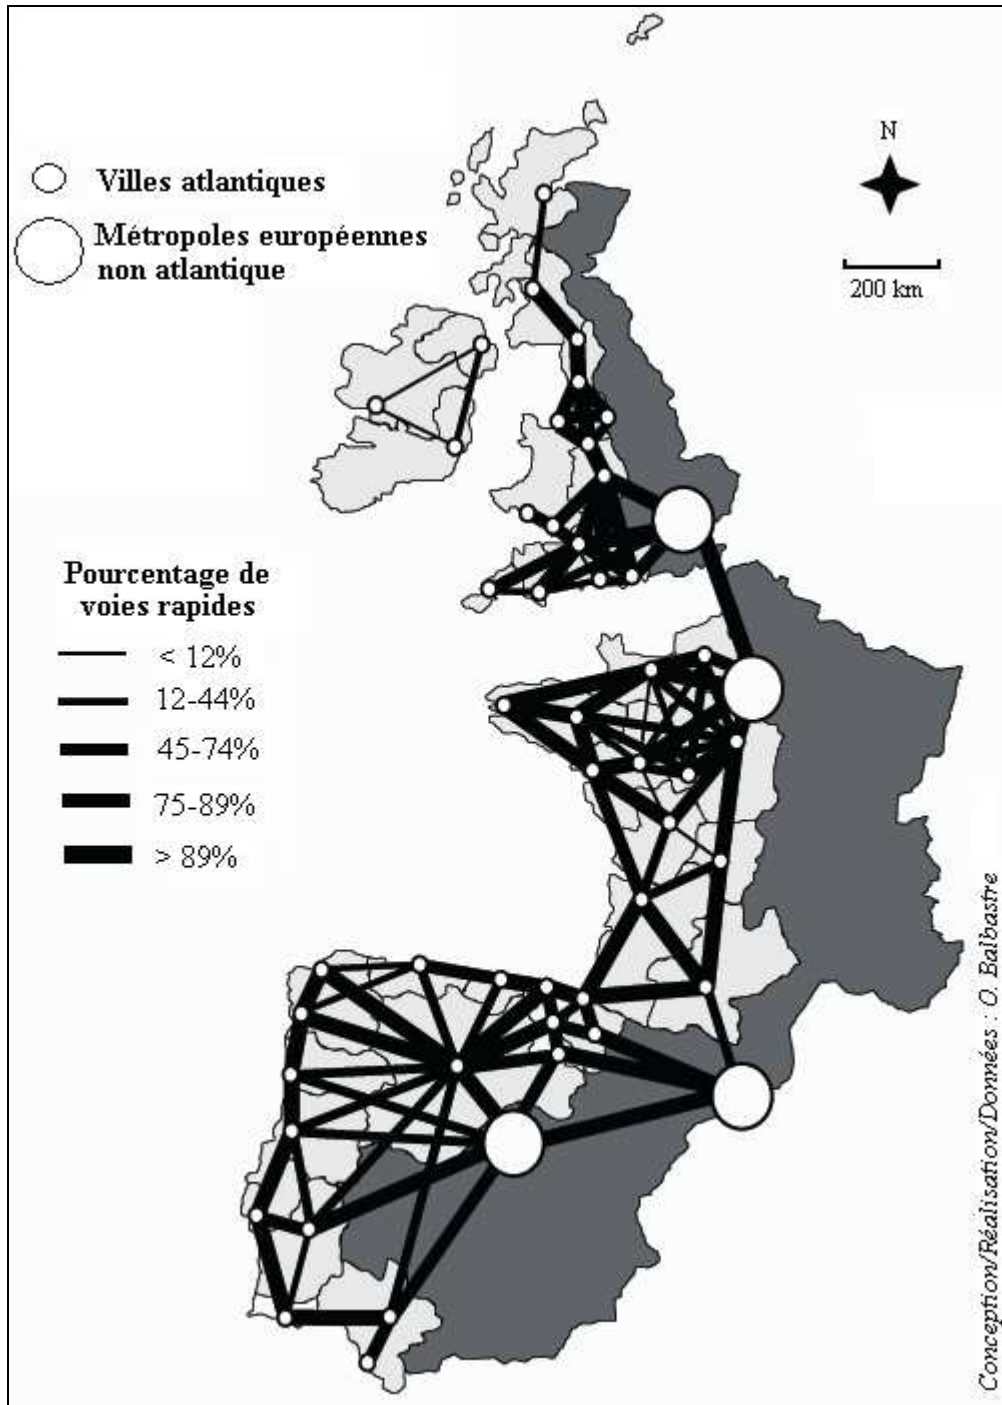 Villes atlantiques
Métropoles européennes
non atlantique
N
200 km
Pourcentage de
voies rapides
< 12%
12-44%
45-74%
75-89%
> 89%
Conception/Réalisation/Données : O. Balbastre